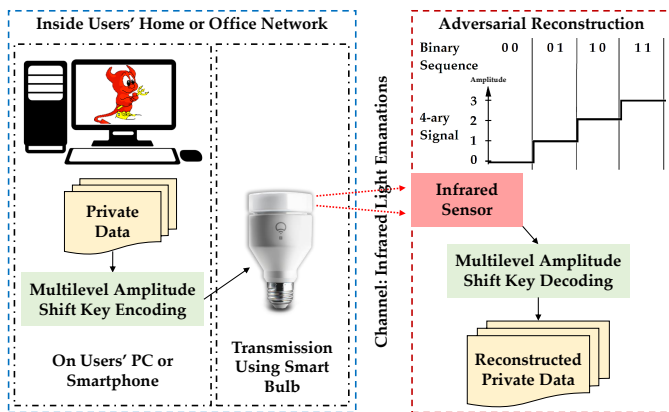 Inside Users' Home or Office Network
Private
Data
Multilevel Amplitude
Shift Key Encoding
On Users' PC or
Smartphone
Transmission
Using Smart
Bulb
Channel: Infrared Light Emanations
Adversarial Reconstruction
Binary
Sequence
0 0 0 1 1 0 1 1
Amplitude
4-ary
Signal
3
2
1
0
Infrared
Sensor
Multilevel Amplitude
Shift Key Decoding
Reconstructed
Private Data